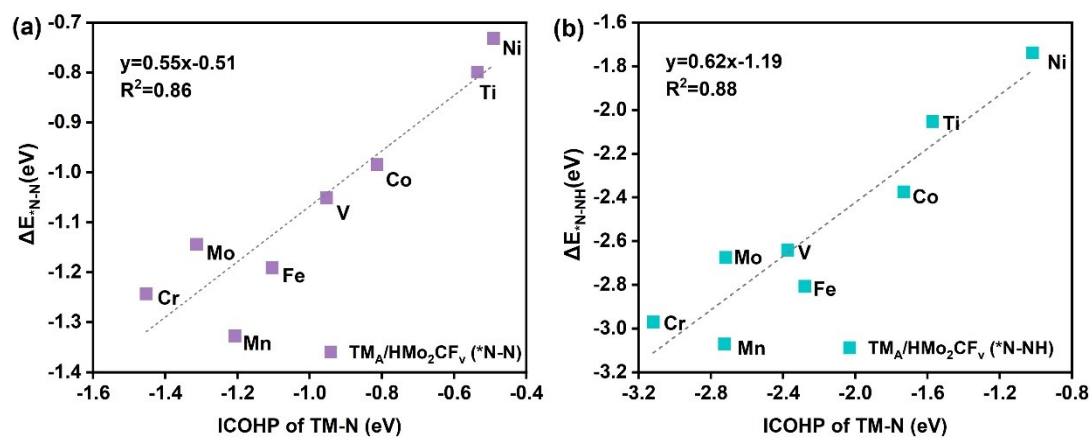 (a)
y=0.55x-0.51
R²=0.86
Ni
Ti
Co
V
Mo
Fe
Cr
Mn
TM_A/HMo₂CF_v (*N-N)
ΔE*N-N(eV)
-0.7
-0.8
-0.9
-1.0
-1.1
-1.2
-1.3
-1.4
-1.6 -1.4 -1.2 -1.0 -0.8 -0.6 -0.4
ICOHP of TM-N (eV)
(b)
y=0.62x-1.19
R²=0.88
Ni
Ti
Co
V
Mo
Fe
Cr
Mn
TM_A/HMo₂CF_v (*N-NH)
ΔE*N-NH(eV)
-1.6
-1.8
-2.0
-2.2
-2.4
-2.6
-2.8
-3.0
-3.2
-3.2 -2.8 -2.4 -2.0 -1.6 -1.2 -0.8
ICOHP of TM-N (eV)